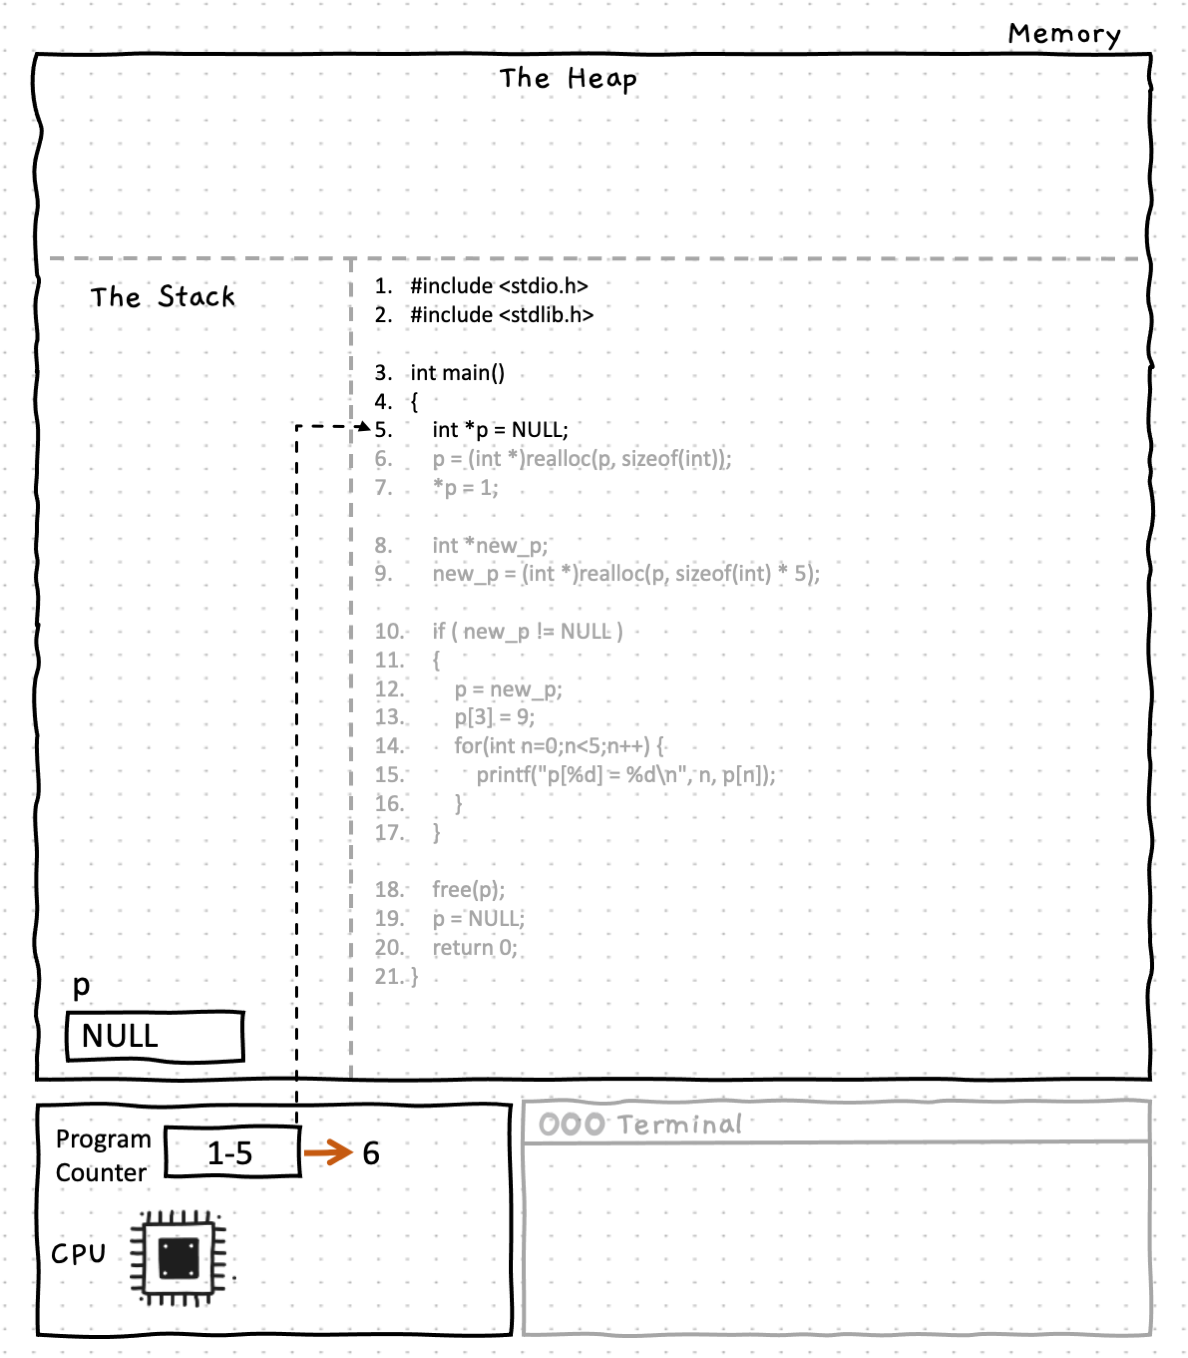 Memory
The Heap
The Stack
1. #include <stdio.h>
2. #include <stdlib.h>
3. int main()
4. {
5. int *p = NULL;
6. p = (int *)realloc(p, sizeof(int));
7. *p = 1;
8. int *new_p;
9. new_p = (int *)realloc(p, sizeof(int) * 5);
10. if ( new_p != NULL )
11. {
12. p = new_p;
13. p[3] = 9;
14. for(int n=0;n<5;n++) {
15. printf("p[%d] = %d\n", n, p[n]);
16. }
17. }
18. free(p);
19. p = NULL;
20. return 0;
21. }
p
NULL
Program
Counter
1-5
6
CPU
Terminal